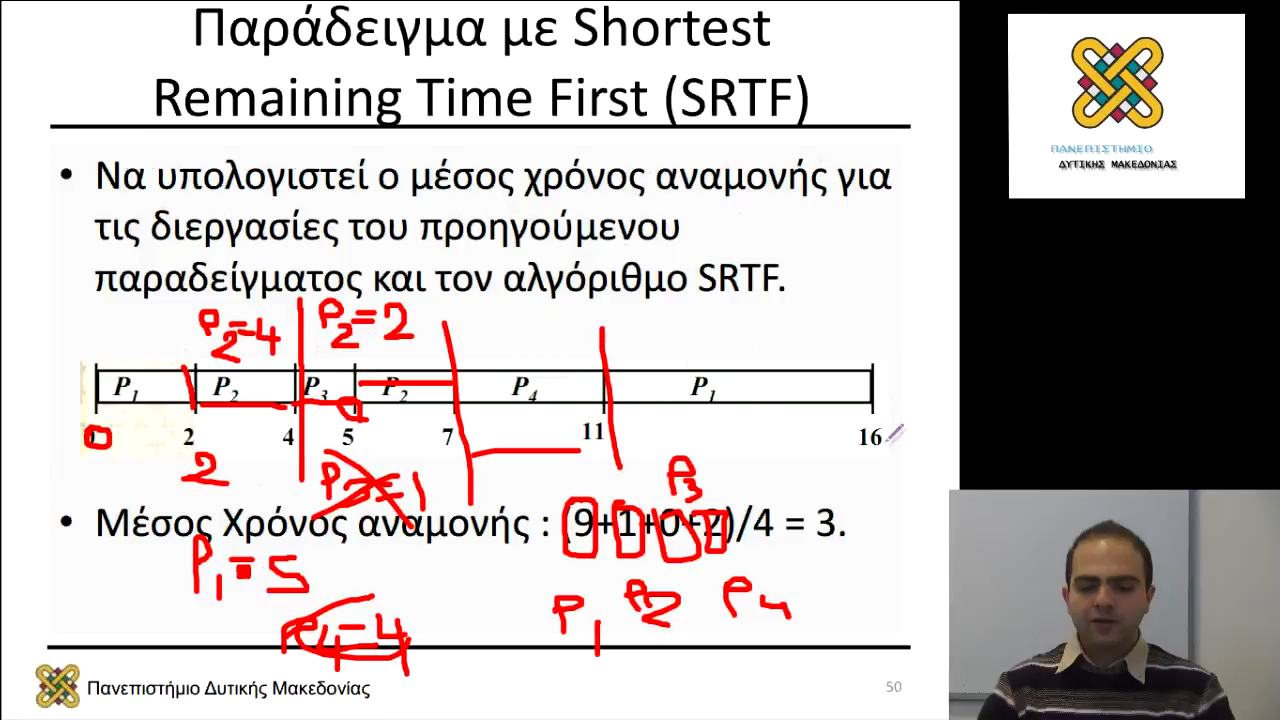 Παράδειγμα με Shortest
Remaining Time First (SRTF)
ΠΑΝΕΠΙΣΤΗΜΙΟ
ΔΥΤΙΚΗΣ ΜΑΚΕΔΟΝΙΑΣ
• Να υπολογιστεί ο μέσος χρόνος αναμονής για
τις διεργασίες του προηγούμενου
παραδείγματος και τον αλγόριθμο SRTF.
P2=4 P2=2
P1 P2 P3 P2 P4 P1
0 2 4 5 7 11 16
2
P3
• Μέσος Χρόνος αναμονής : (9+1+0+2)/4 = 3.
P1=5
P4=4 P1 P2 P4
Πανεπιστήμιο Δυτικής Μακεδονίας
50